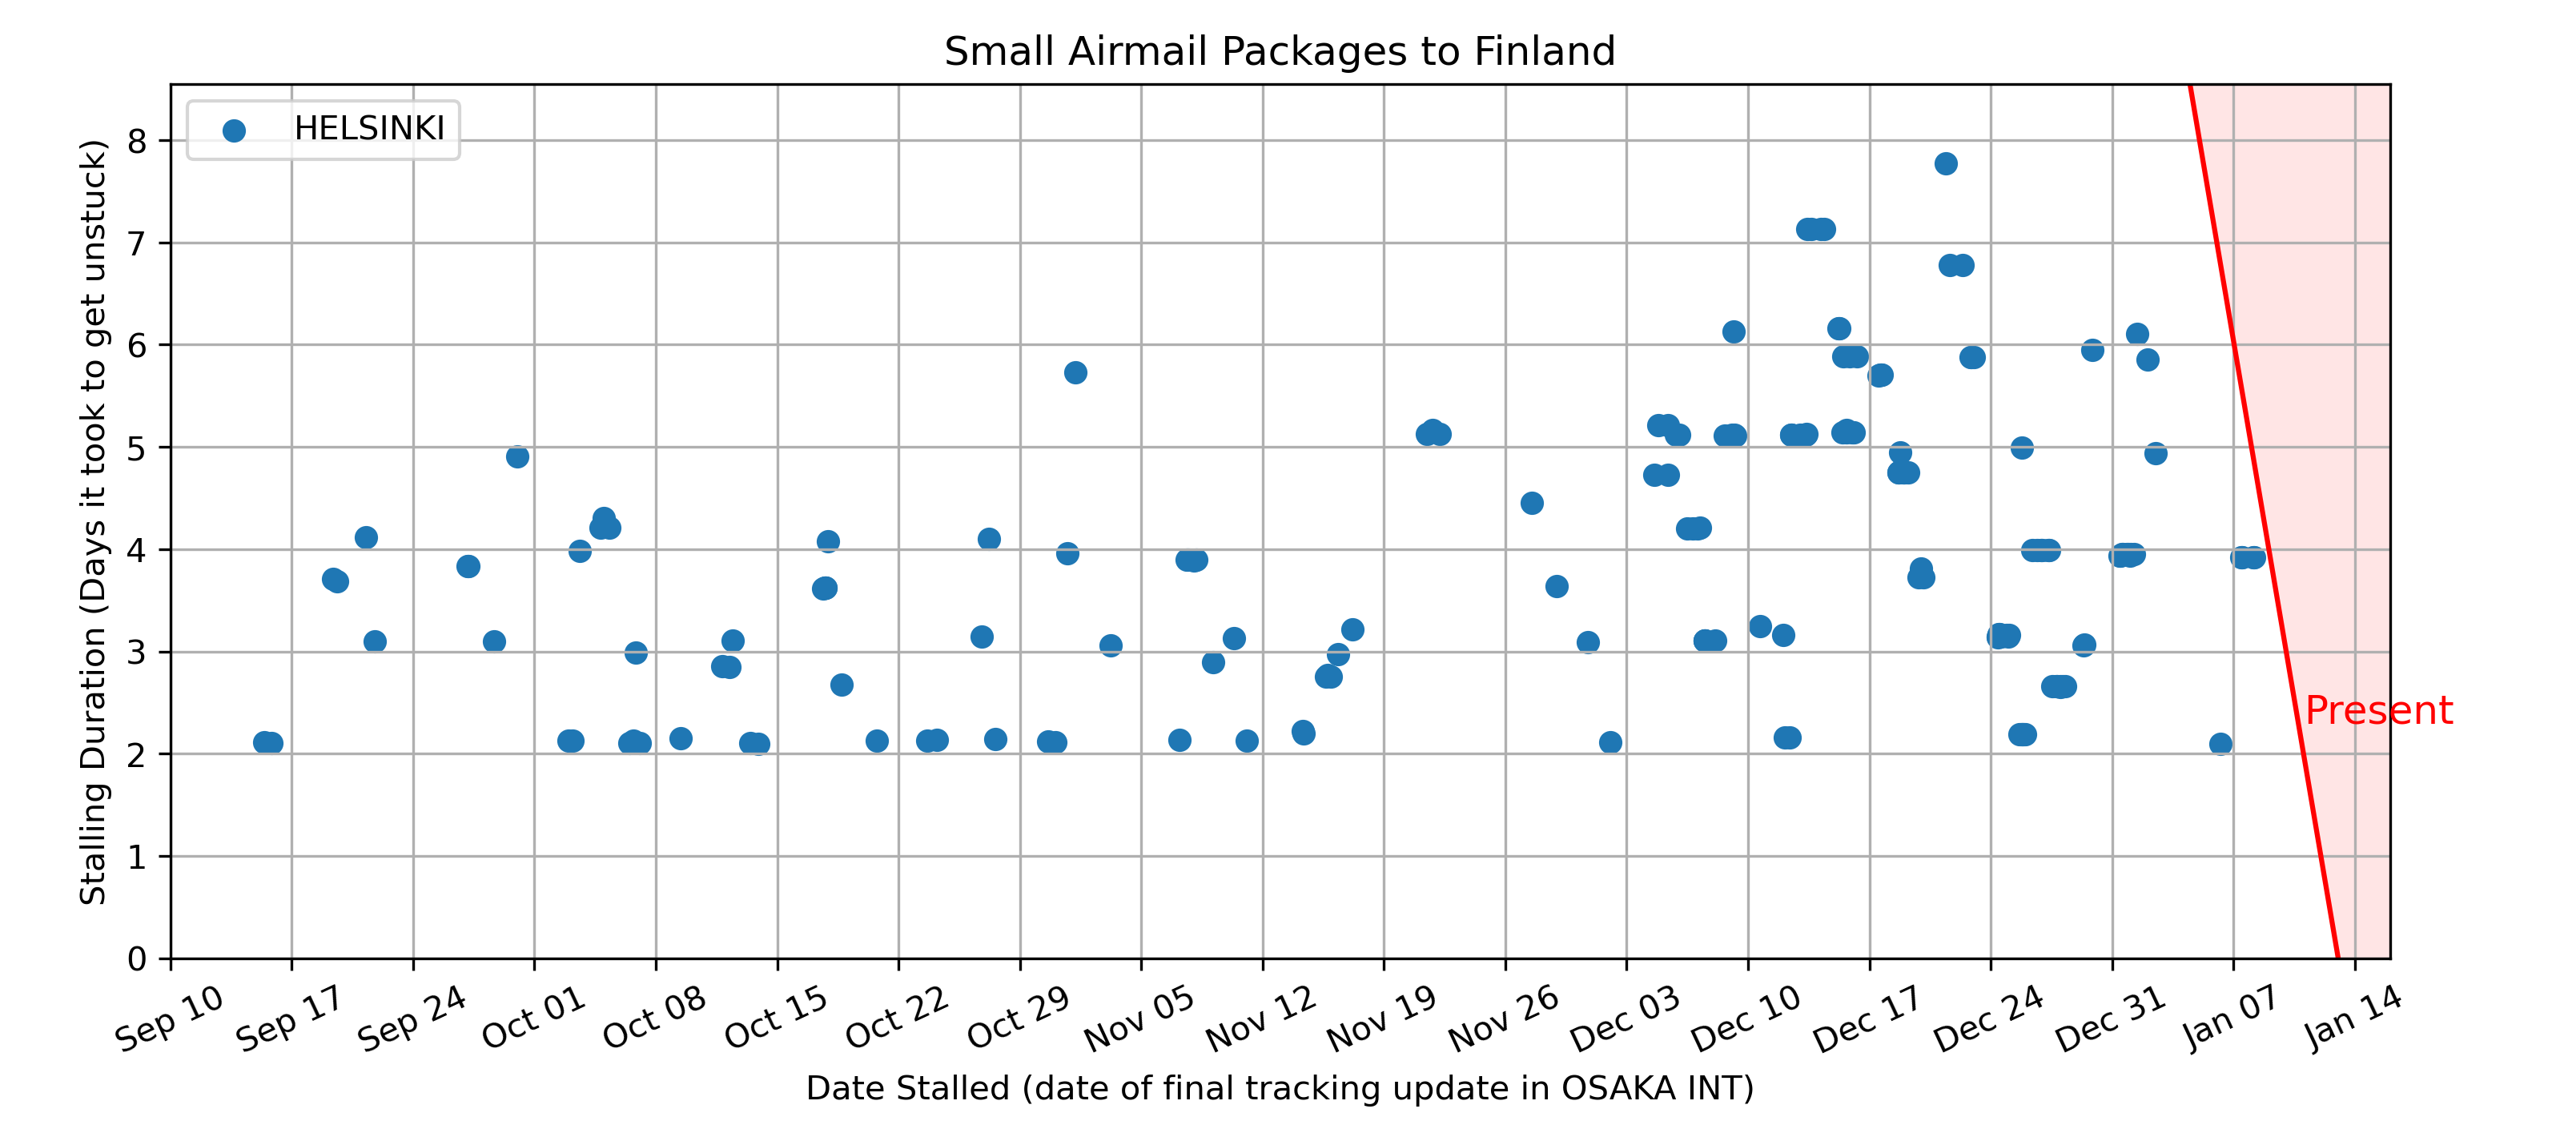 Small Airmail Packages to Finland
HELSINKI
Stalling Duration (Days it took to get unstuck)
8
7
6
5
4
3
2
1
0
Present
Sep 10
Sep 17
Sep 24
Oct 01
Oct 08
Oct 15
Oct 22
Oct 29
Nov 05
Nov 12
Nov 19
Nov 26
Dec 03
Dec 10
Dec 17
Dec 24
Dec 31
Jan 07
Jan 14
Date Stalled (date of final tracking update in OSAKA INT)